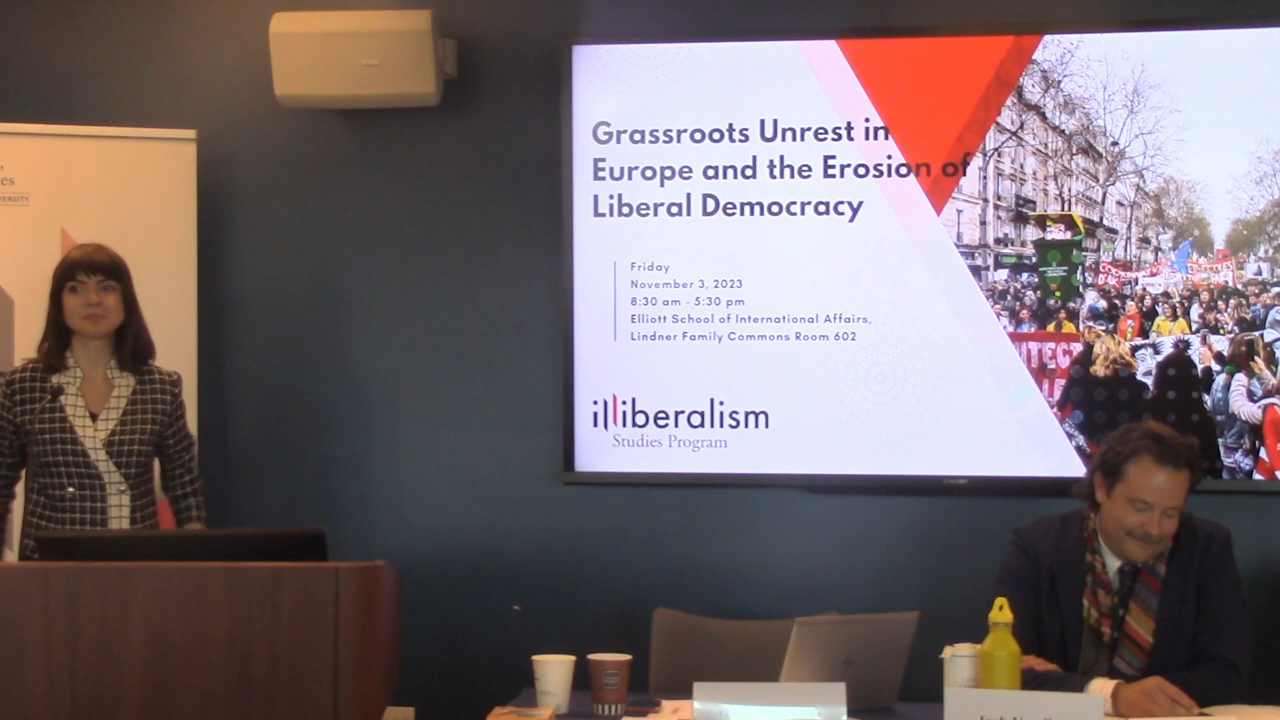 Grassroots Unrest in
Europe and the Erosion of
Liberal Democracy
Friday
November 3, 2023
8:30 am - 5:30 pm
Elliott School of International Affairs,
Lindner Family Commons Room 602
illiberalism
Studies Program